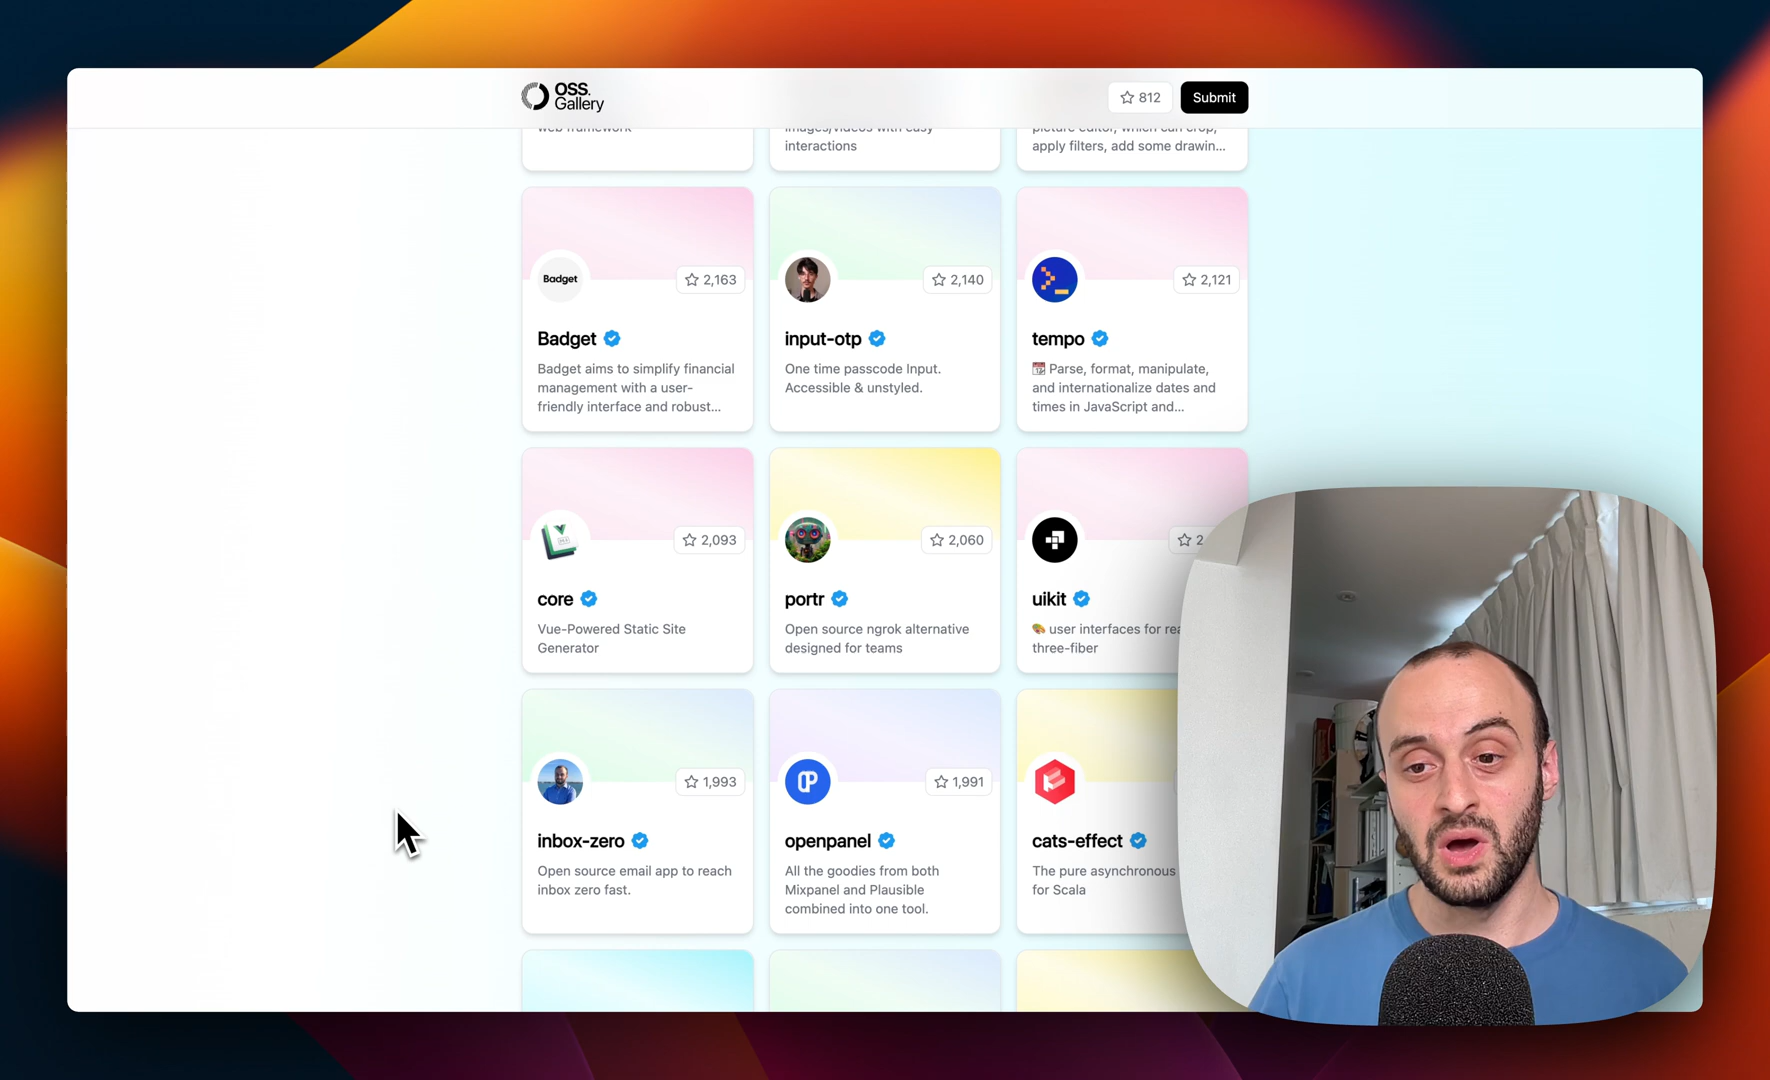 OSS.
Gallery
812
Submit
web framework
images/videos with easy
interactions
picture editor, which can crop,
apply filters, add some drawin...
Badget
2,163
2,140
2,121
Badget
Badget aims to simplify financial
management with a user-
friendly interface and robust...
input-otp
One time passcode Input.
Accessible & unstyled.
tempo
Parse, format, manipulate,
and internationalize dates and
times in JavaScript and...
2,093
2,060
2
core
Vue-Powered Static Site
Generator
portr
Open source ngrok alternative
designed for teams
uikit
user interfaces for
three-fiber
1,993
1,991
inbox-zero
Open source email app to reach
inbox zero fast.
openpanel
All the goodies from both
Mixpanel and Plausible
combined into one tool.
cats-effect
The pure asynchronous
for Scala